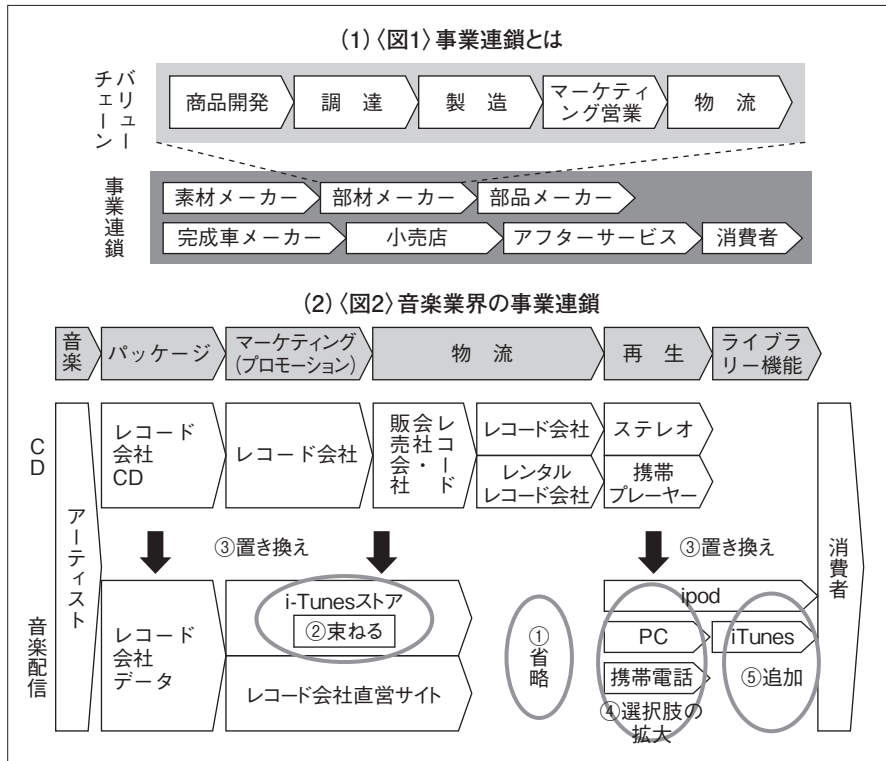 (1)〈図1〉事業連鎖とは
バリュー
チェーン
商品開発
調達
製造
マーケティ
ング営業
物流
事業連鎖
素材メーカー
部材メーカー
部品メーカー
完成車メーカー
小売店
アフターサービス
消費者
(2)〈図2〉音楽業界の事業連鎖
音楽
パッケージ
マーケティング
(プロモーション)
物流
再生
ライブラ
リー機能
CD
アーティスト
レコード
会社
CD
レコード会社
レコード
会社・
販売会社
レコード会社
レンタル
レコード会社
ステレオ
携帯
プレーヤー
消費者
③置き換え
③置き換え
音楽配信
レコード
会社
データ
i-Tunesストア
②束ねる
レコード会社直営サイト
①省略
ipod
PC
iTunes
携帯電話
④選択肢の
拡大
⑤追加